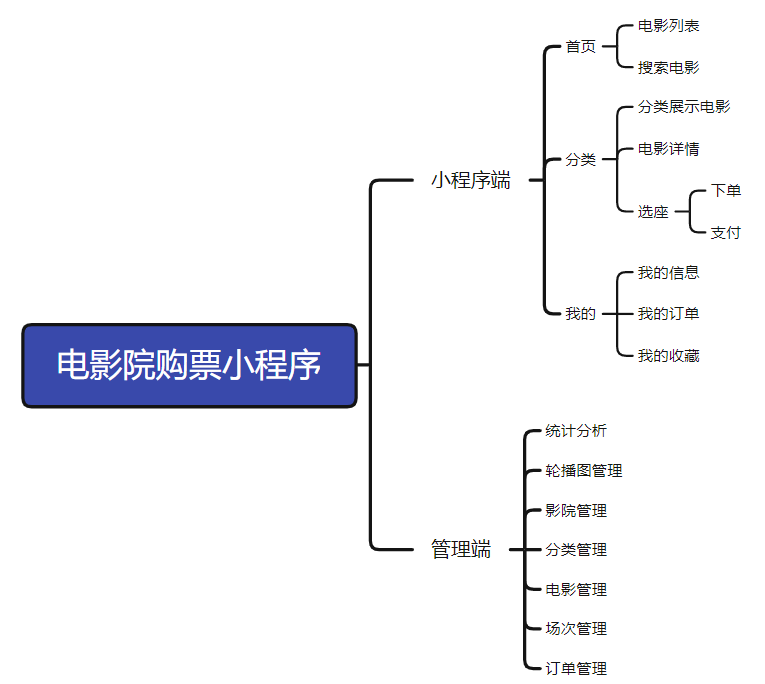 电影院购票小程序
小程序端
首页
电影列表
搜索电影
分类
分类展示电影
电影详情
选座
下单
支付
我的
我的信息
我的订单
我的收藏
管理端
统计分析
轮播图管理
影院管理
分类管理
电影管理
场次管理
订单管理